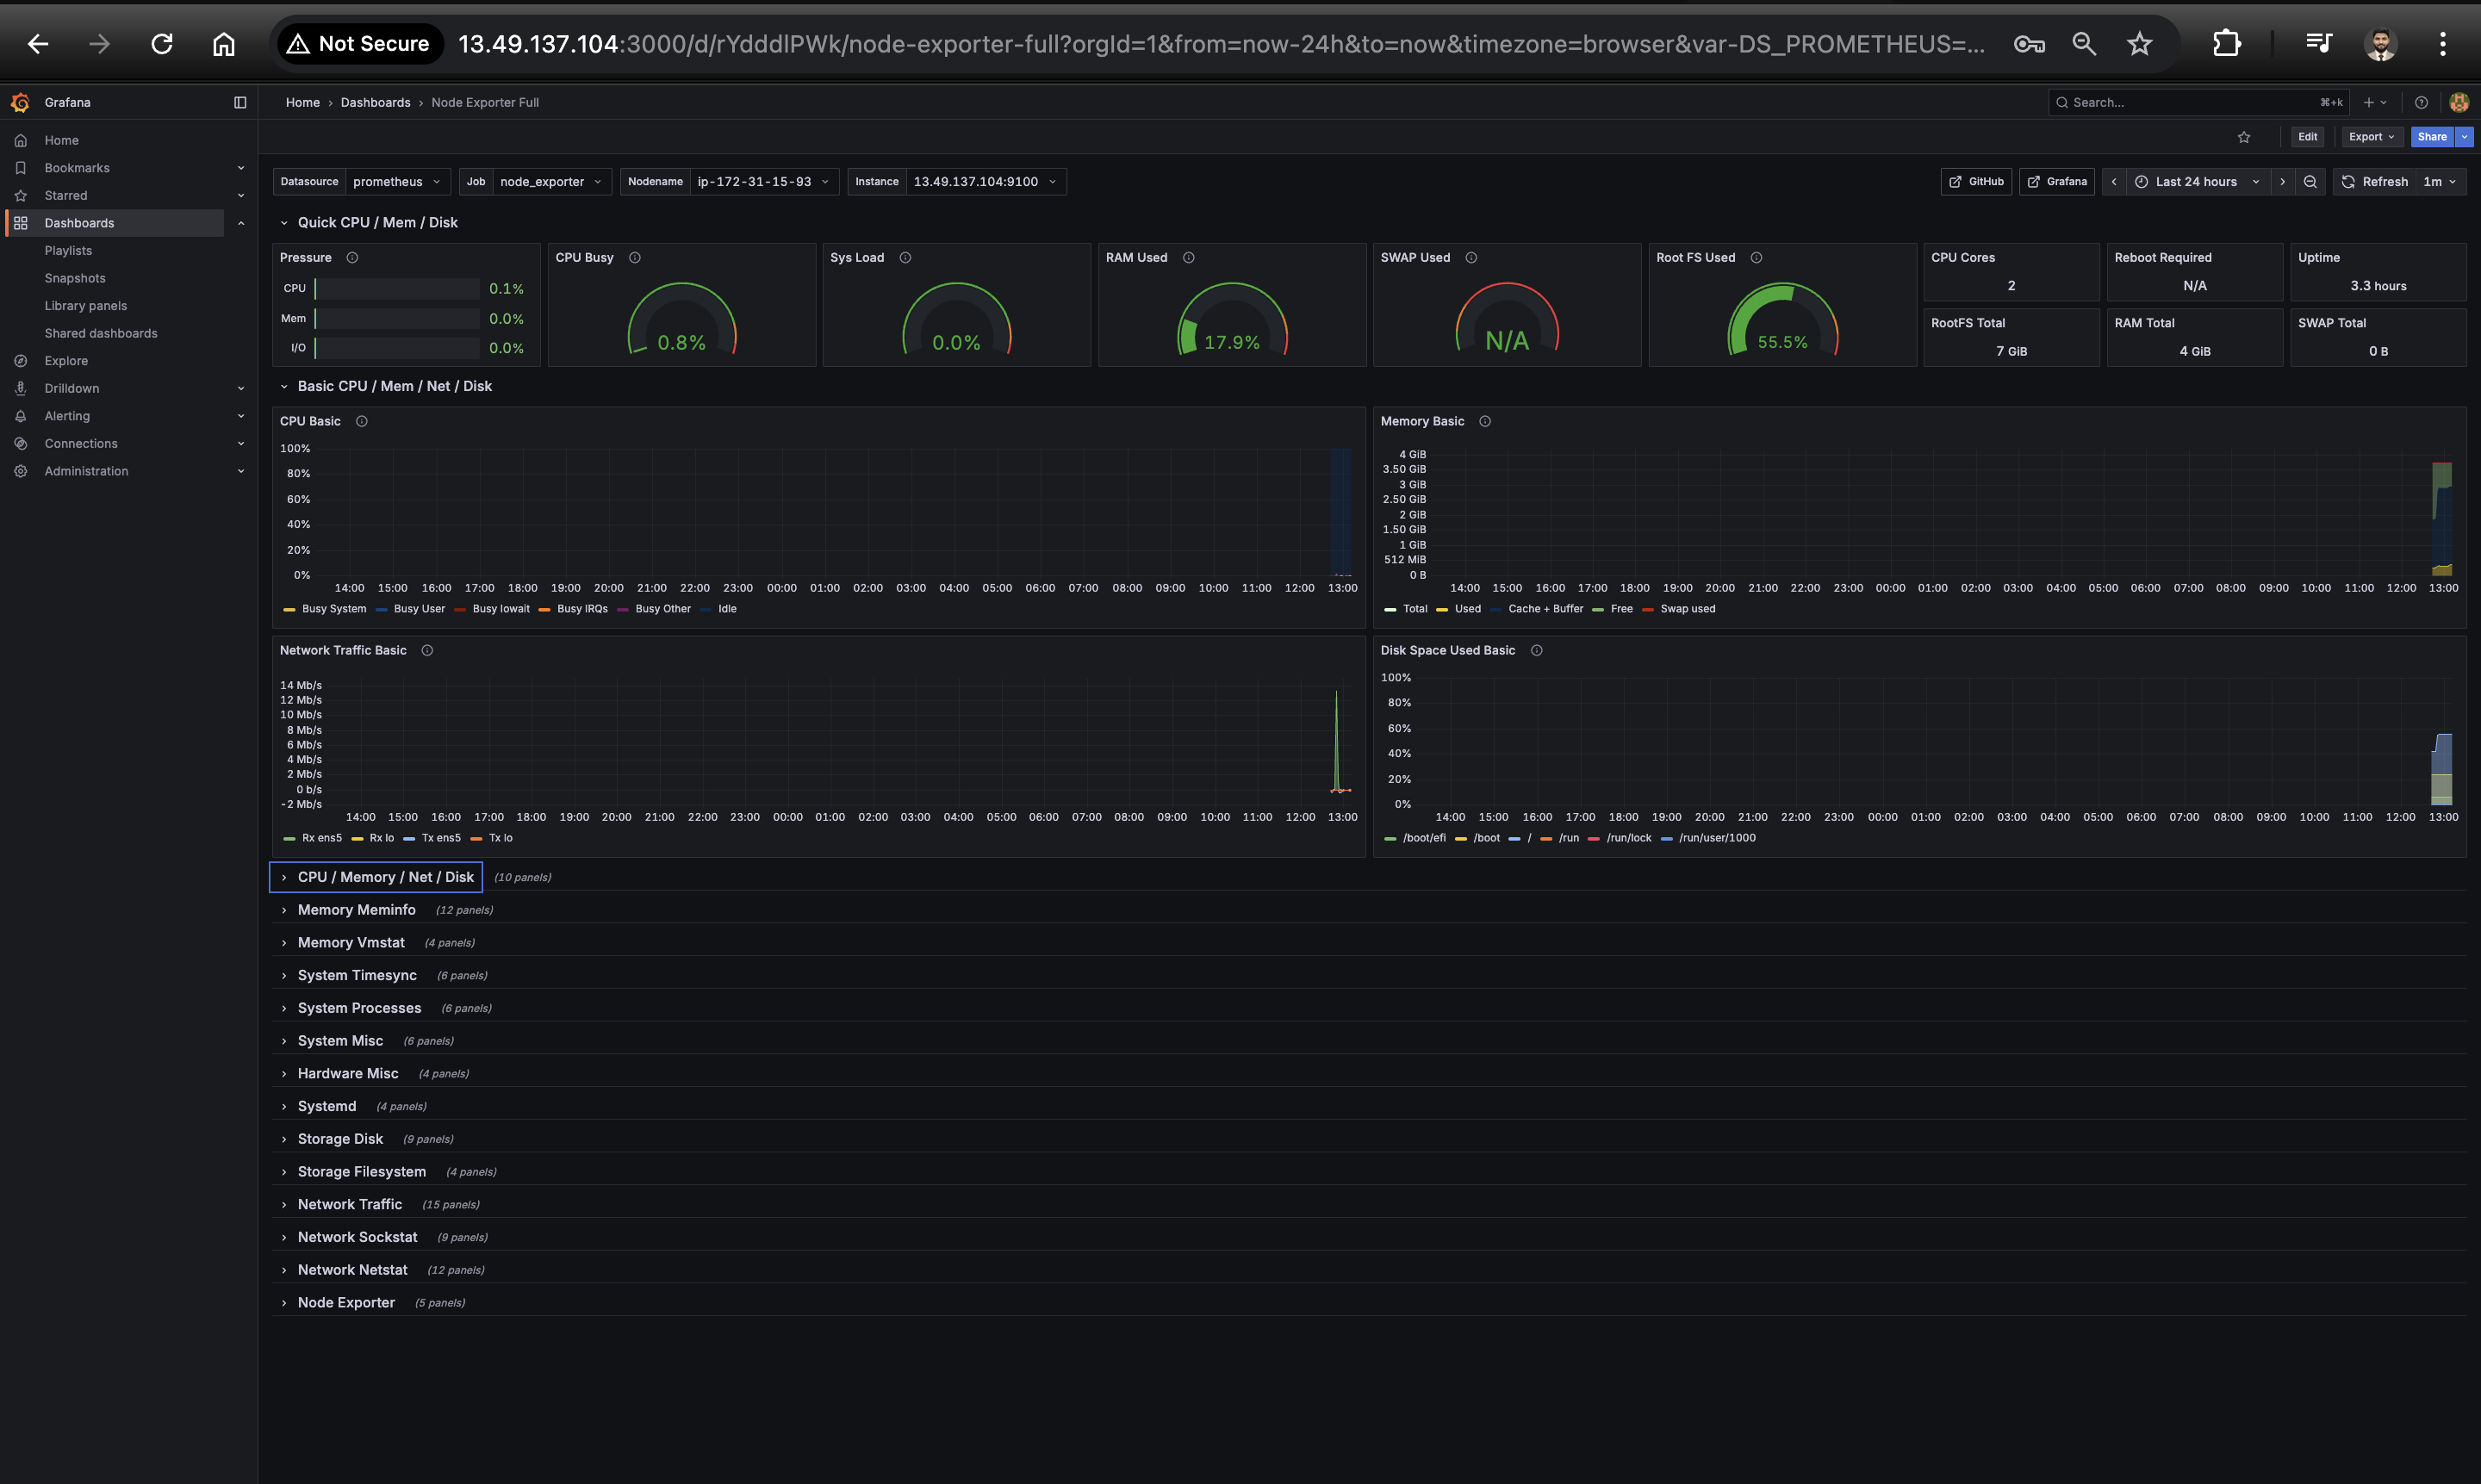 Not Secure 13.49.137.104:3000/d/rYdddlPWk/node-exporter-full?orgId=1&from=now-24h&to=now&timezone=browser&var-DS_PROMETHEUS=...
Grafana
Home › Dashboards › Node Exporter Full
Search... ⌘+k
Home
Bookmarks
Starred
Dashboards
Playlists
Snapshots
Library panels
Shared dashboards
Explore
Drilldown
Alerting
Connections
Administration
Edit Export Share
Datasource prometheus Job node_exporter Nodename ip-172-31-15-93 Instance 13.49.137.104:9100
GitHub Grafana Last 24 hours Refresh 1m
Quick CPU / Mem / Disk
Pressure
CPU 0.1%
Mem 0.0%
I/O 0.0%
CPU Busy
0.8%
Sys Load
0.0%
RAM Used
17.9%
SWAP Used
N/A
Root FS Used
55.5%
CPU Cores
2
Reboot Required
N/A
Uptime
3.3 hours
RootFS Total
7 GiB
RAM Total
4 GiB
SWAP Total
0 B
Basic CPU / Mem / Net / Disk
CPU Basic
100%
80%
60%
40%
20%
0%
14:00 15:00 16:00 17:00 18:00 19:00 20:00 21:00 22:00 23:00 00:00 01:00 02:00 03:00 04:00 05:00 06:00 07:00 08:00 09:00 10:00 11:00 12:00 13:00
Busy System Busy User Busy Iowait Busy IRQs Busy Other Idle
Memory Basic
4 GiB
3.50 GiB
3 GiB
2.50 GiB
2 GiB
1.50 GiB
1 GiB
512 MiB
0 B
14:00 15:00 16:00 17:00 18:00 19:00 20:00 21:00 22:00 23:00 00:00 01:00 02:00 03:00 04:00 05:00 06:00 07:00 08:00 09:00 10:00 11:00 12:00 13:00
Total Used Cache + Buffer Free Swap used
Network Traffic Basic
14 Mb/s
12 Mb/s
10 Mb/s
8 Mb/s
6 Mb/s
4 Mb/s
2 Mb/s
0 b/s
-2 Mb/s
14:00 15:00 16:00 17:00 18:00 19:00 20:00 21:00 22:00 23:00 00:00 01:00 02:00 03:00 04:00 05:00 06:00 07:00 08:00 09:00 10:00 11:00 12:00 13:00
Rx ens5 Rx lo Tx ens5 Tx lo
Disk Space Used Basic
100%
80%
60%
40%
20%
0%
14:00 15:00 16:00 17:00 18:00 19:00 20:00 21:00 22:00 23:00 00:00 01:00 02:00 03:00 04:00 05:00 06:00 07:00 08:00 09:00 10:00 11:00 12:00 13:00
/boot/efi /boot / /run /run/lock /run/user/1000
CPU / Memory / Net / Disk (10 panels)
Memory Meminfo (12 panels)
Memory Vmstat (4 panels)
System Timesync (6 panels)
System Processes (6 panels)
System Misc (6 panels)
Hardware Misc (4 panels)
Systemd (4 panels)
Storage Disk (9 panels)
Storage Filesystem (4 panels)
Network Traffic (15 panels)
Network Sockstat (9 panels)
Network Netstat (12 panels)
Node Exporter (5 panels)